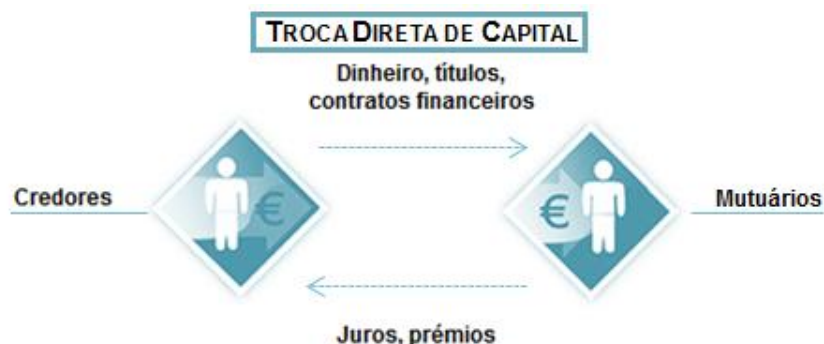 TROCA DIRETA DE CAPITAL
Dinheiro, títulos,
contratos financeiros
Credores
€
€
Mutuários
Juros, prémios